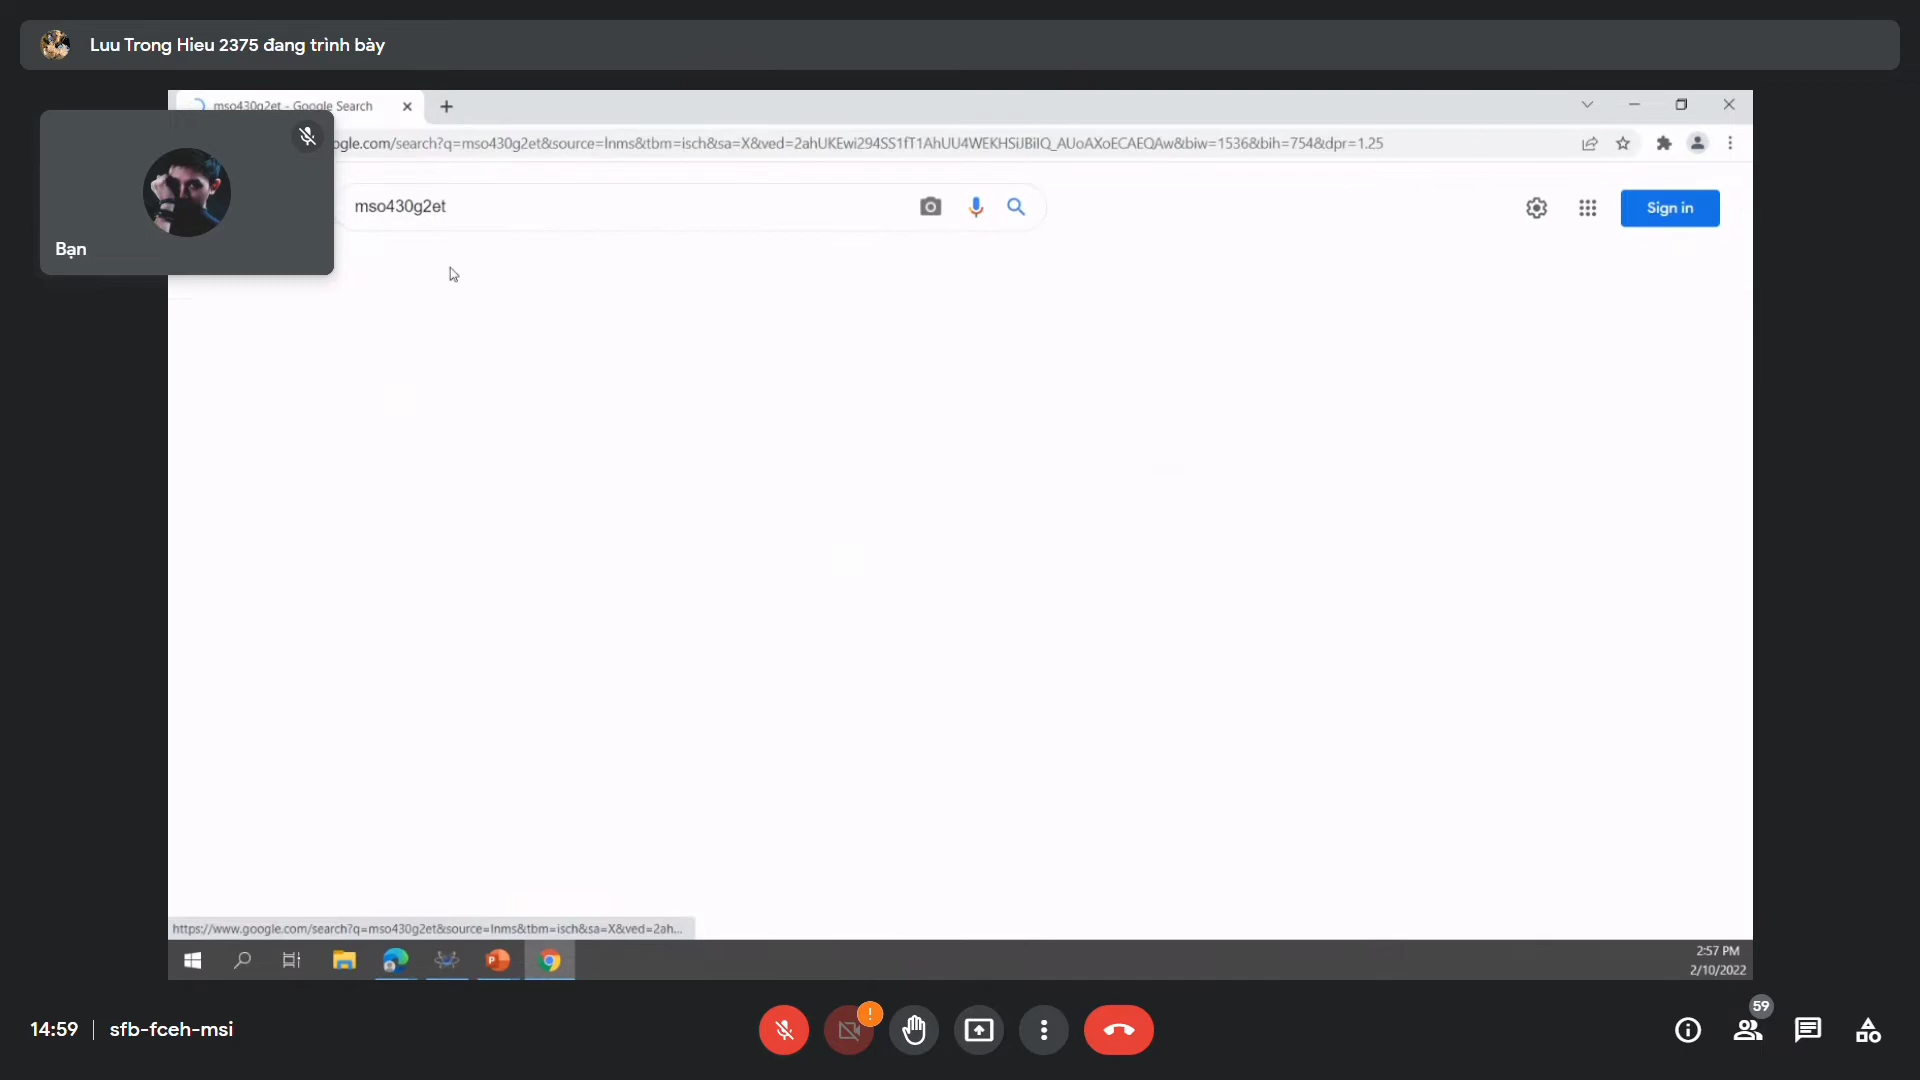 Luu Trong Hieu 2375 đang trình bày
mso430g2et - Google Search
ogle.com/search?q=mso430g2et&source=lnms&tbm=isch&sa=X&ved=2ahUKEwi294SS1fT1AhUU4WEKHSiJBiIQ_AUoAXoECAEQAw&biw=1536&bih=754&dpr=1.25
mso430g2et
Sign in
Bạn
https://www.google.com/search?q=mso430g2et&source=lnms&tbm=isch&sa=X&ved=2ah...
2:57 PM
2/10/2022
59
14:59 | sfb-fceh-msi